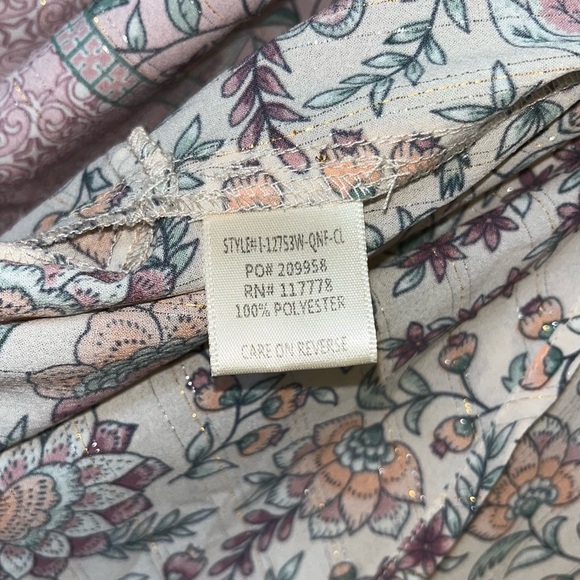 STYLE# I-12753W-QNF-CL
PO# 209958
RN# 117778
100% POLYESTER
CARE ON REVERSE